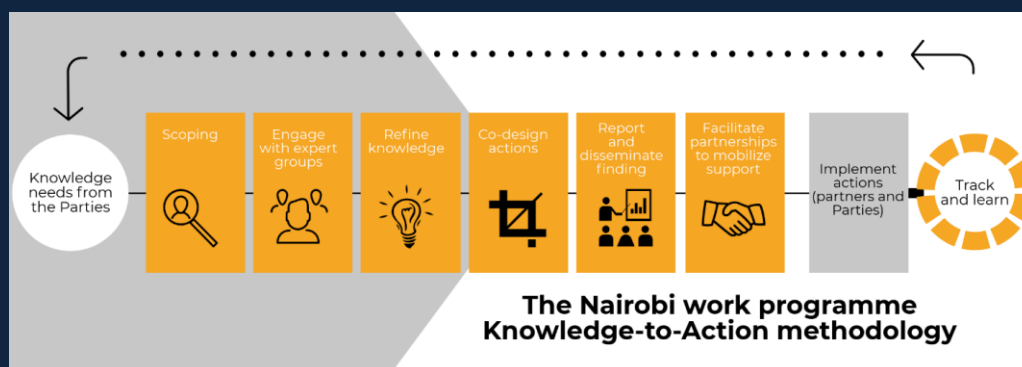 Knowledge
needs from
the Parties
Scoping
Engage
with expert
groups
Refine
knowledge
Co-design
actions
Report
and
disseminate
finding
Facilitate
partnerships
to mobilize
support
Implement
actions
(partners and
Parties)
Track
and learn
The Nairobi work programme
Knowledge-to-Action methodology